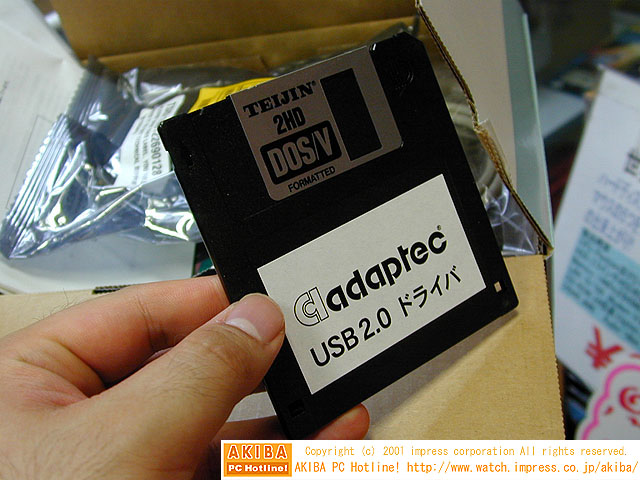 TEIJIN®
2HD
DOS/V
FORMATTED
adaptec®
USB 2.0 ドライバ
AKIBA
PC Hotline!
Copyright (c) 2001 impress corporation All rights reserved.
AKIBA PC Hotline! http://www.watch.impress.co.jp/akiba/